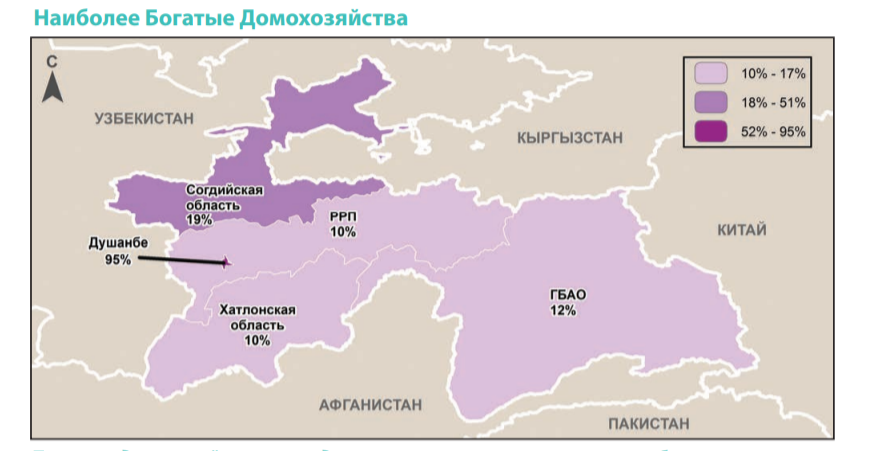 Наиболее Богатые Домохозяйства
С
10% - 17%
18% - 51%
52% - 95%
УЗБЕКИСТАН
КЫРГЫЗСТАН
Согдийская
область
19%
РРП
10%
КИТАЙ
Душанбе
95%
ГБАО
12%
Хатлонская
область
10%
АФГАНИСТАН
ПАКИСТАН